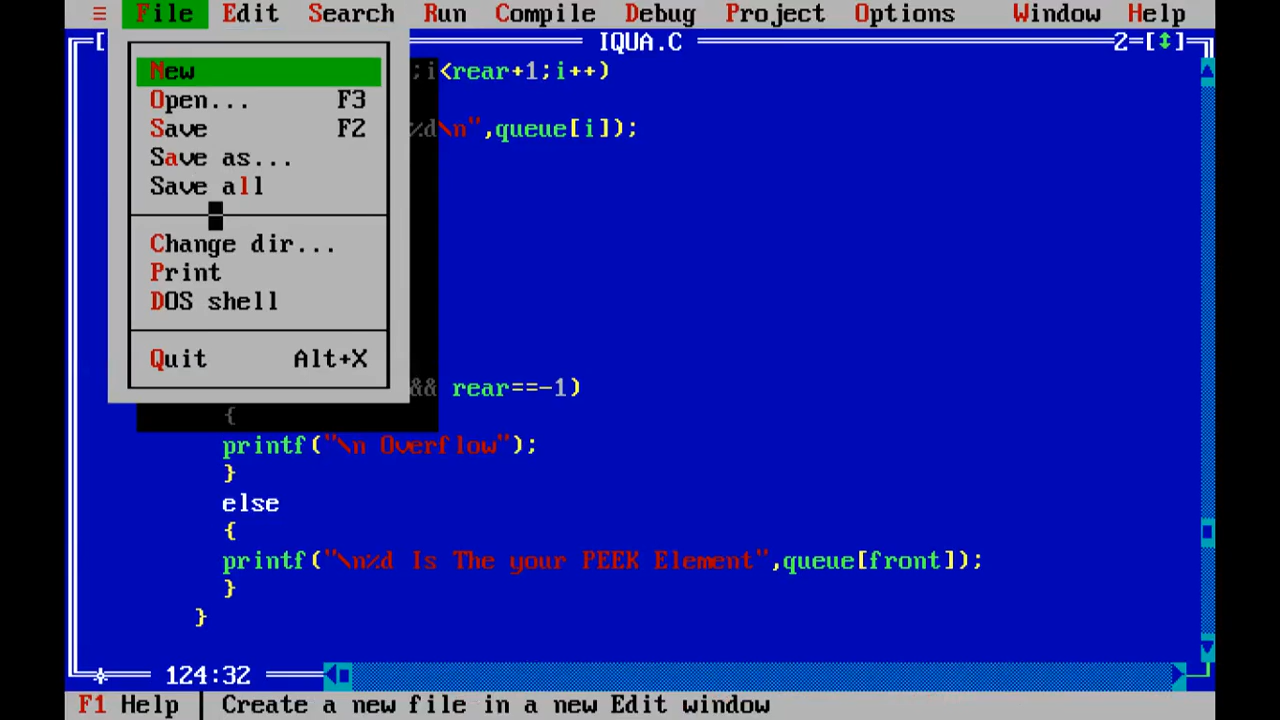 ≡ File Edit Search Run Compile Debug Project Options Window Help
[ IQUA.C 2=[↕]
New ;i<rear+1;i++)
Open... F3
Save F2 %d\n",queue[i]);
Save as...
Save all
Change dir...
Print
DOS shell
Quit Alt+X
&& rear==-1)
{
printf("\n Overflow");
}
else
{
printf("\n%d Is The your PEEK Element",queue[front]);
}
}
124:32
F1 Help | Create a new file in a new Edit window